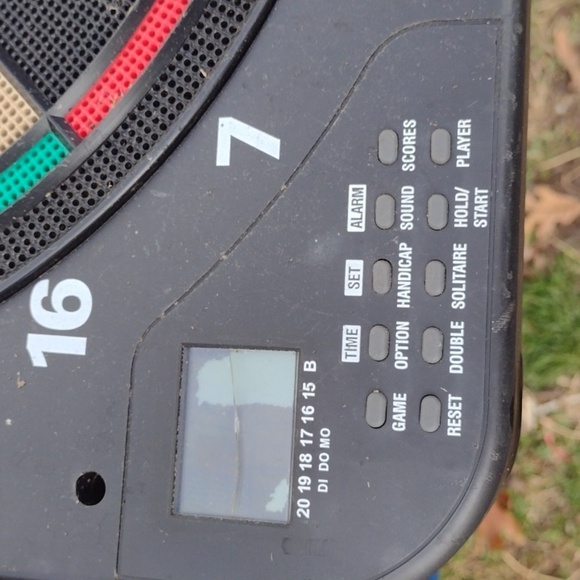 7
16
20 19 18 17 16 15 B
DI DO MO
TIME SET ALARM
GAME OPTION HANDICAP SOUND SCORES
RESET DOUBLE SOLITAIRE HOLD/ START PLAYER